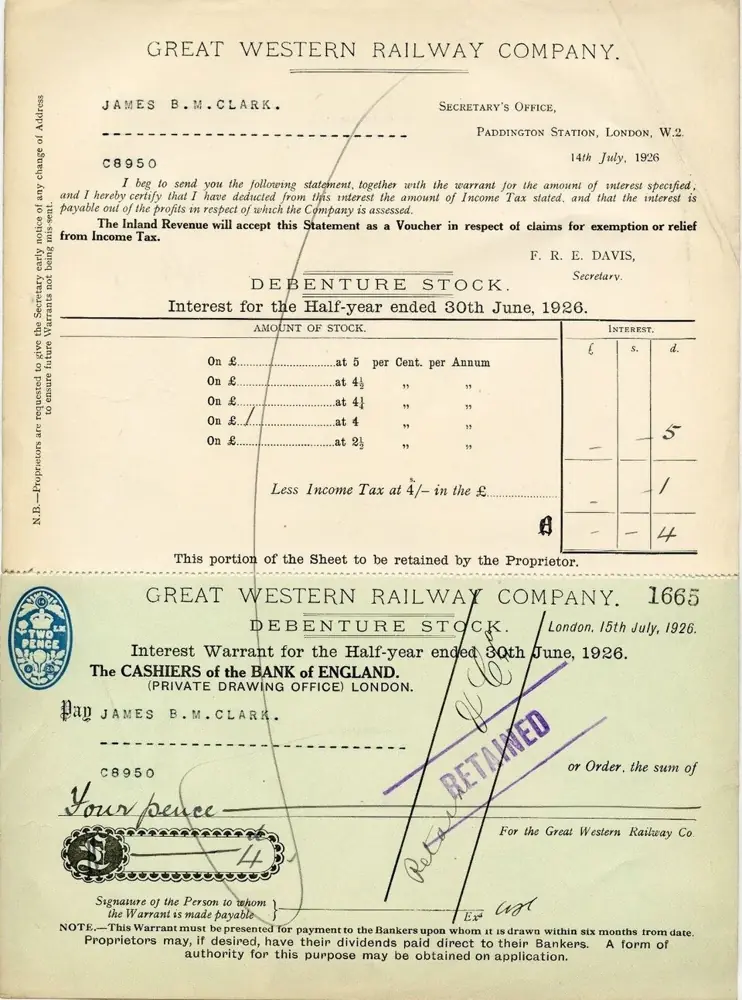 GREAT WESTERN RAILWAY COMPANY.
JAMES B.M.CLARK.
SECRETARY'S OFFICE,
PADDINGTON STATION, LONDON, W.2.
C8950
14th July, 1926
I beg to send you the following statement, together with the warrant for the amount of interest specified,
and I hereby certify that I have deducted from this interest the amount of Income Tax stated, and that the interest is
payable out of the profits in respect of which the Company is assessed.
The Inland Revenue will accept this Statement as a Voucher in respect of claims for exemption or relief
from Income Tax.
F. R. E. DAVIS,
Secretary.
DEBENTURE STOCK.
Interest for the Half-year ended 30th June, 1926.
AMOUNT OF STOCK. INTEREST.
£ s. d.
On £ at 5 per Cent. per Annum
On £ at 4½ ,, ,,
On £ at 4¼ ,, ,,
On £ 1 at 4 ,, ,, - - 5
On £ at 2½ ,, ,,
Less Income Tax at 4s/- in the £ - - 1
£ - - 4
This portion of the Sheet to be retained by the Proprietor.
N.B.—Proprietors are requested to give the Secretary early notice of any change of Address
to ensure future Warrants not being mis-sent.
TWO PENCE
GREAT WESTERN RAILWAY COMPANY. 1665
DEBENTURE STOCK. London, 15th July, 1926.
Interest Warrant for the Half-year ended 30th June, 1926.
The CASHIERS of the BANK of ENGLAND.
(PRIVATE DRAWING OFFICE) LONDON.
Pay JAMES B.M.CLARK.
& Co
RETAINED
C8950
or Order, the sum of
Four pence
£ 4 d
For the Great Western Railway Co.
Signature of the Person to whom
the Warrant is made payable
Exd
NOTE.—This Warrant must be presented for payment to the Bankers upon whom it is drawn within six months from date.
Proprietors may, if desired, have their dividends paid direct to their Bankers. A form of
authority for this purpose may be obtained on application.